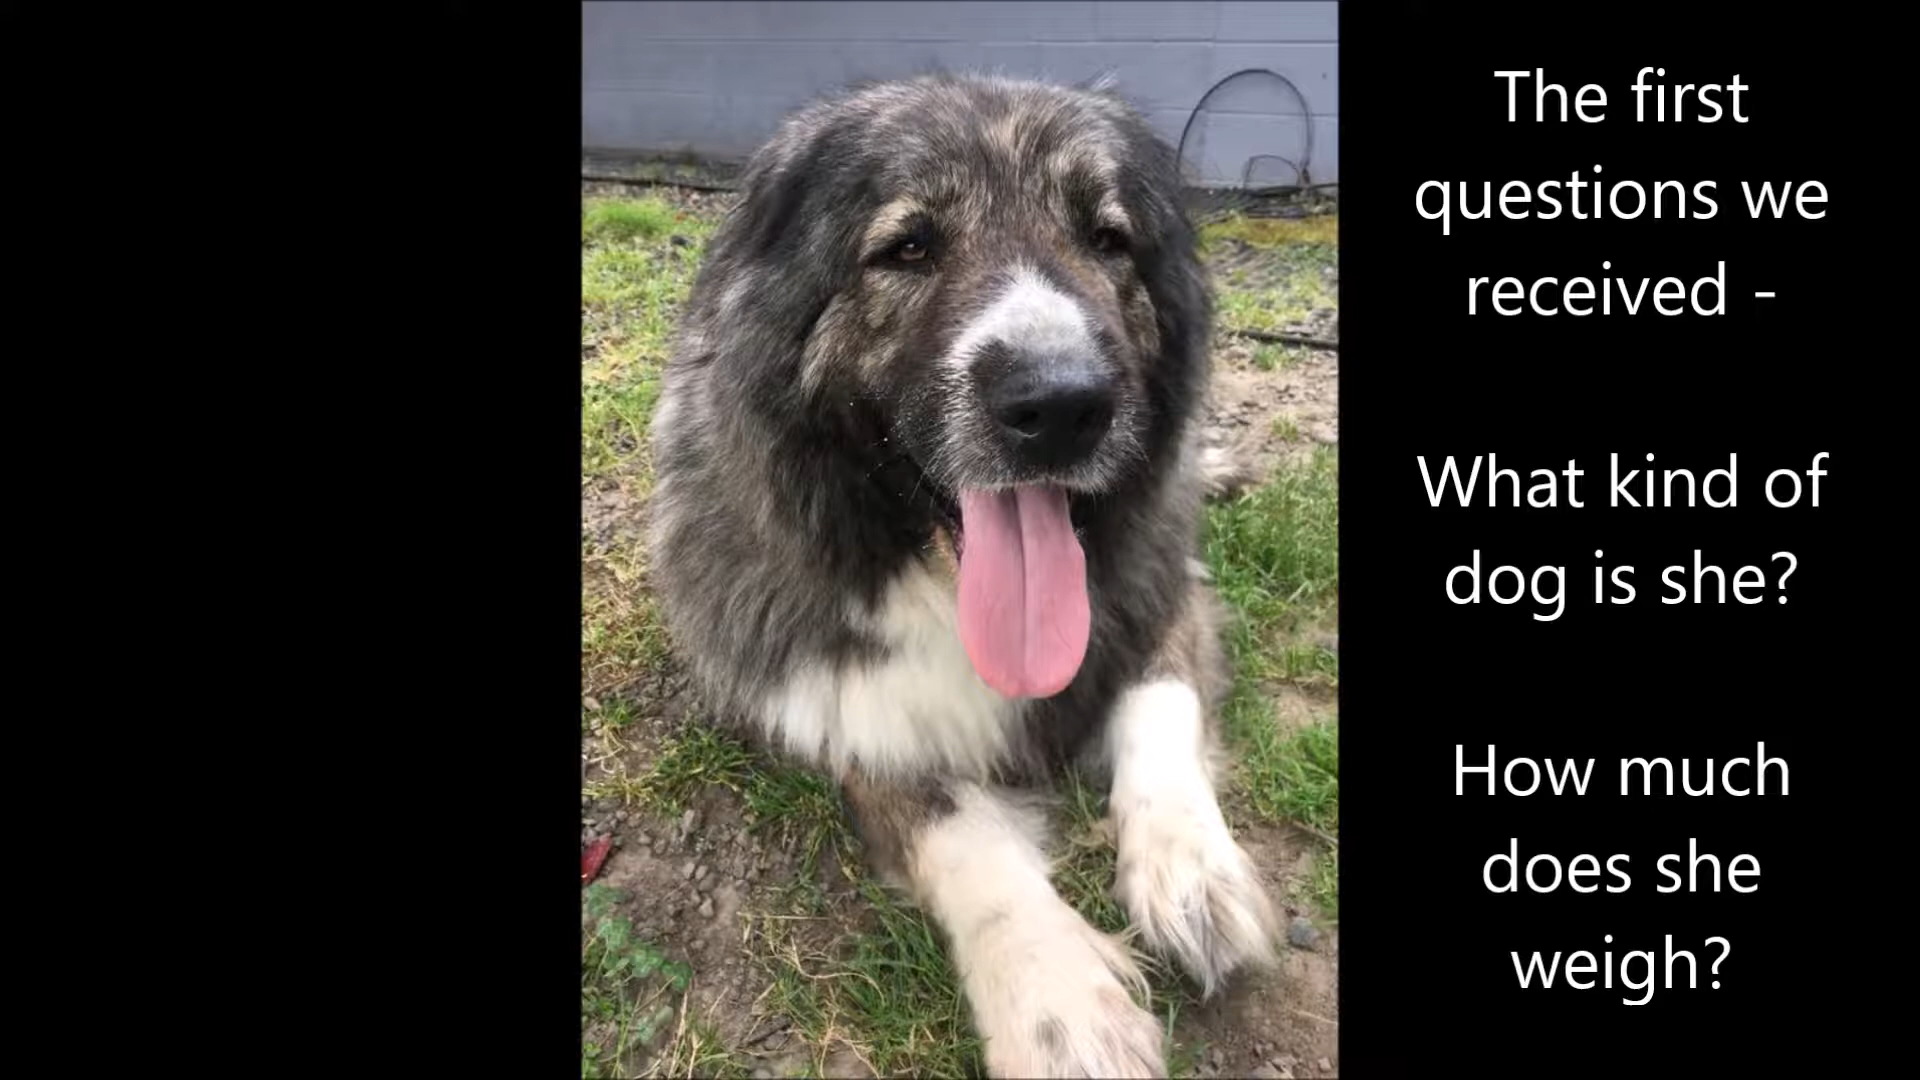 The first
questions we
received -
What kind of
dog is she?
How much
does she
weigh?